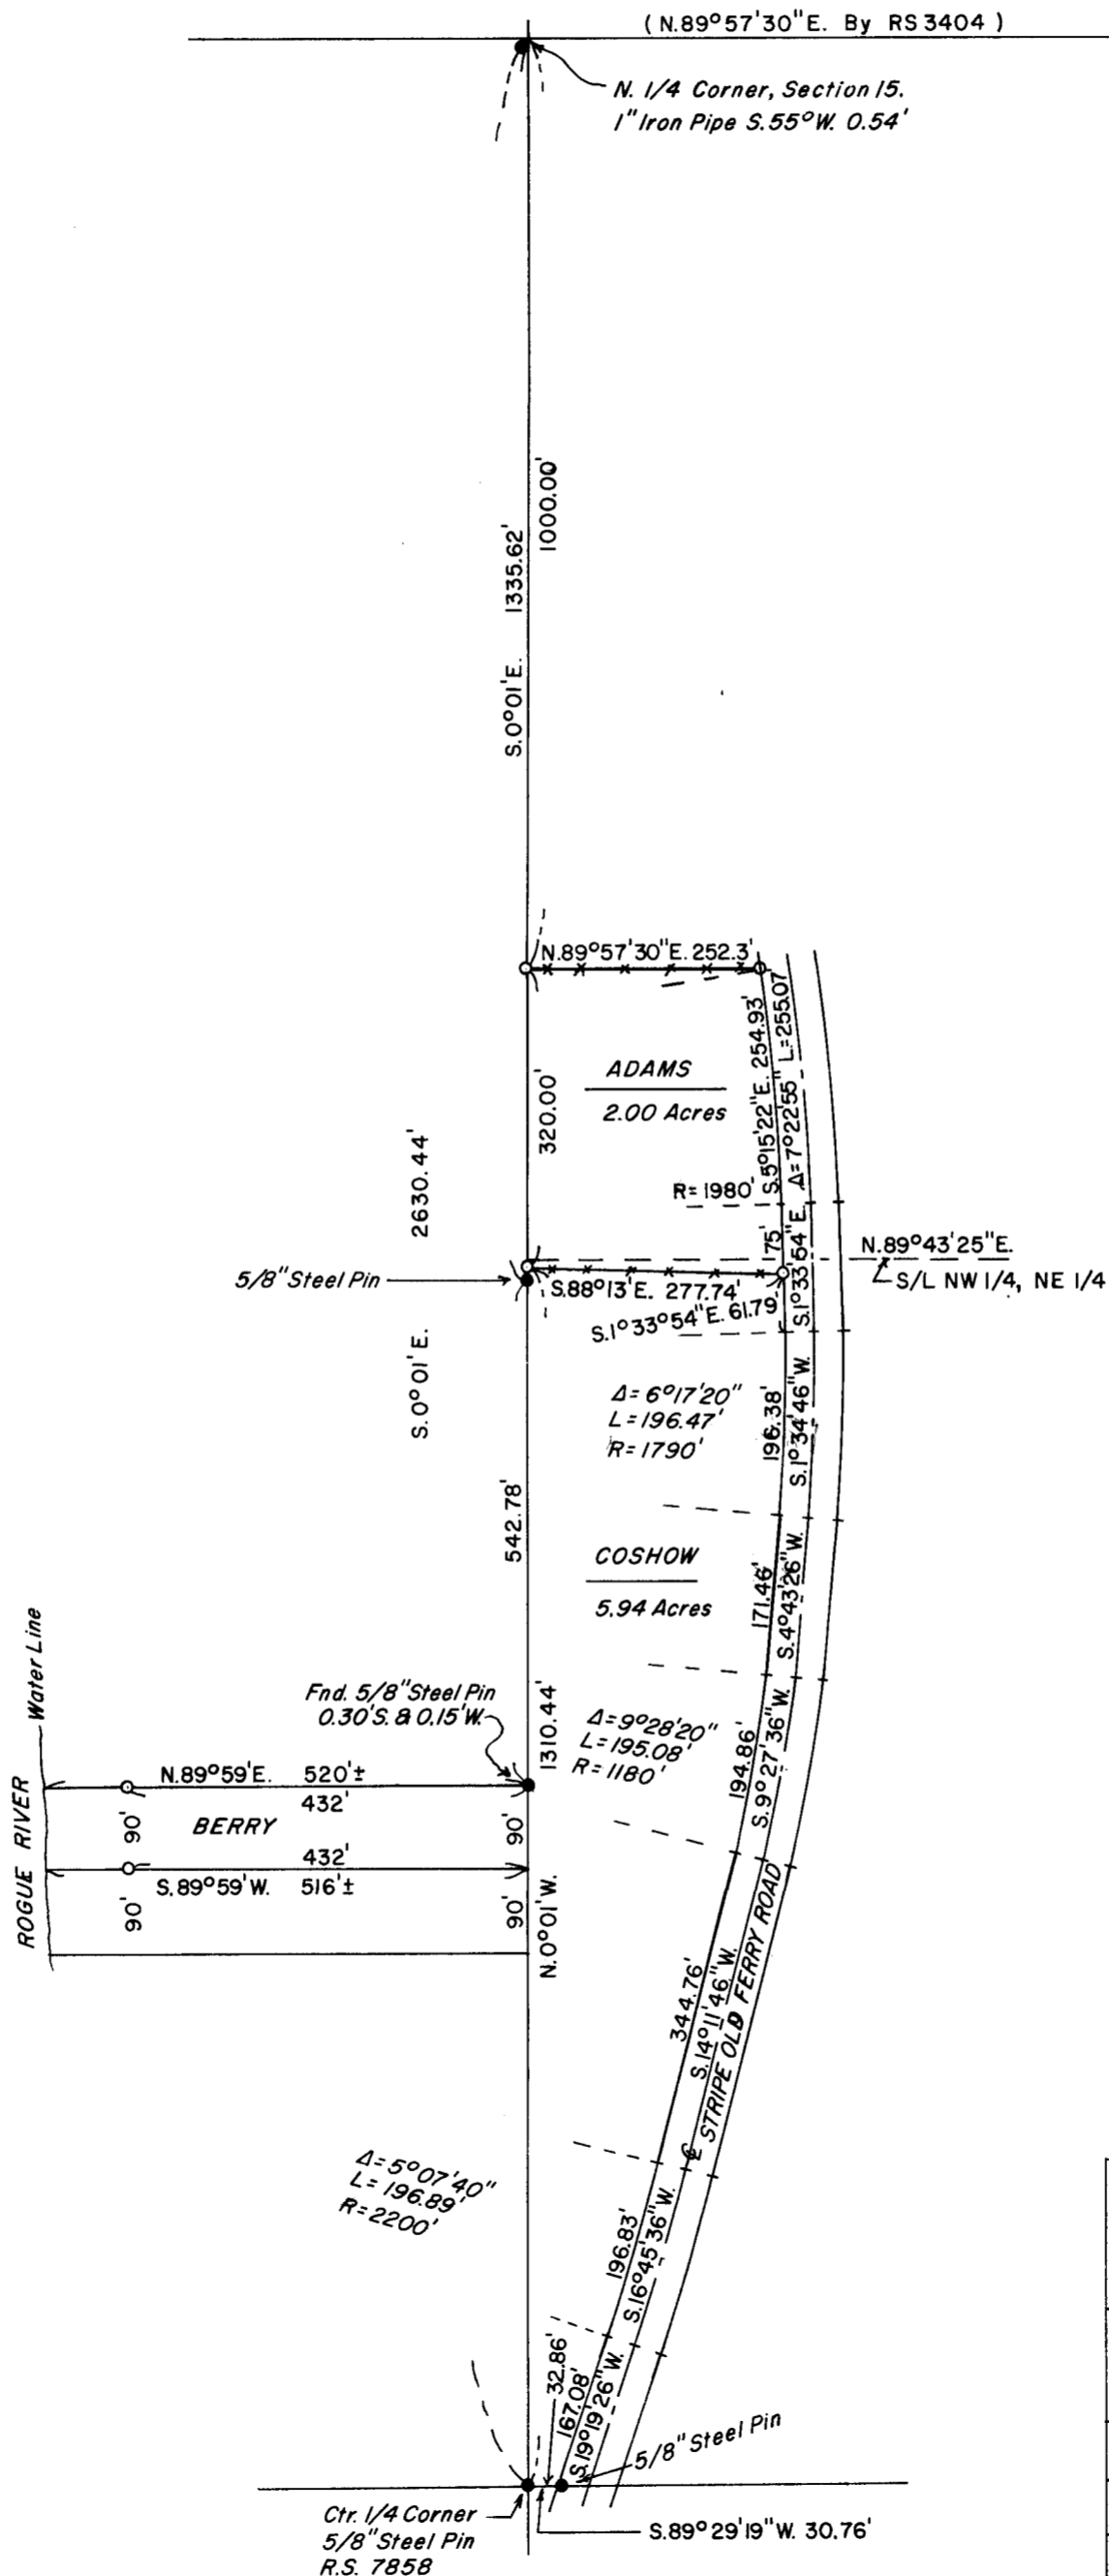 ( N.89°57'30"E. By RS 3404 )
N. 1/4 Corner, Section 15.
1" Iron Pipe S.55°W. 0.54'
S.0°01'E. 1335.62'
1000.00'
N.89°57'30"E. 252.3'
ADAMS
2.00 Acres
320.00'
S.5°15'22"E. 254.93'
Δ=7°22'55" L=255.07
R=1980'
S.0°01'E. 2630.44'
75'
S.1°33'54"E.
N.89°43'25"E.
S/L NW 1/4, NE 1/4
5/8" Steel Pin
S.88°13'E. 277.74'
S.1°33'54"E. 61.79
Δ=6°17'20"
L=196.47'
R=1790'
196.38'
S.1°34'46"W.
542.78'
COSHOW
5.94 Acres
171.46'
S.4°43'26"W.
Fnd. 5/8" Steel Pin
0.30'S. & 0.15'W.
N.0°01'W. 1310.44'
Δ=9°28'20"
L=195.08'
R=1180'
194.86'
S.9°27'36"W.
Water Line
ROGUE RIVER
N.89°59'E. 520'±
432'
90'
BERRY
90'
432'
S.89°59'W. 516'±
90'
90'
344.76'
S.14°11'46"W.
℄ STRIPE OLD FERRY ROAD
Δ=5°07'40"
L=196.89'
R=2200'
196.83'
S.16°45'36"W.
32.86'
167.08'
S.19°19'26"W.
5/8" Steel Pin
Ctr. 1/4 Corner
5/8" Steel Pin
R.S. 7858
S.89°29'19"W. 30.76'